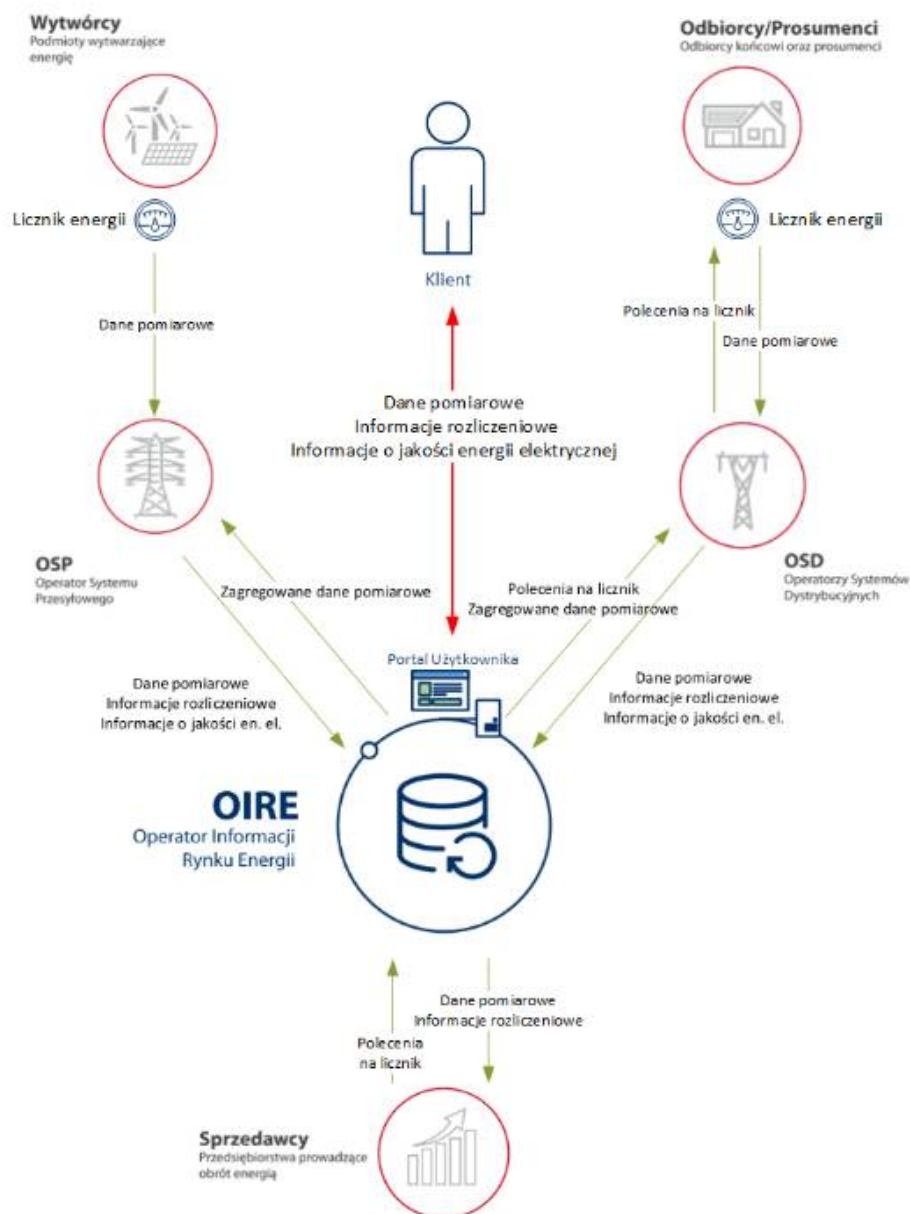 Wytwórcy
Podmioty wytwarzające
energię
Odbiorcy/Prosumenci
Odbiorcy końcowi oraz prosumenci
Licznik energii
Klient
Licznik energii
Dane pomiarowe
Polecenia na licznik
Dane pomiarowe
Dane pomiarowe
Informacje rozliczeniowe
Informacje o jakości energii elektrycznej
OSP
Operator Systemu
Przesyłowego
Zagregowane dane pomiarowe
Polecenia na licznik
Zagregowane dane pomiarowe
OSD
Operatorzy Systemów
Dystrybucyjnych
Portal Użytkownika
Dane pomiarowe
Informacje rozliczeniowe
Informacje o jakości en. el.
Dane pomiarowe
Informacje rozliczeniowe
Informacje o jakości en. el.
OIRE
Operator Informacji
Rynku Energii
Dane pomiarowe
Informacje rozliczeniowe
Polecenia
na licznik
Sprzedawcy
Przedsiębiorstwa prowadzące
obrót energią